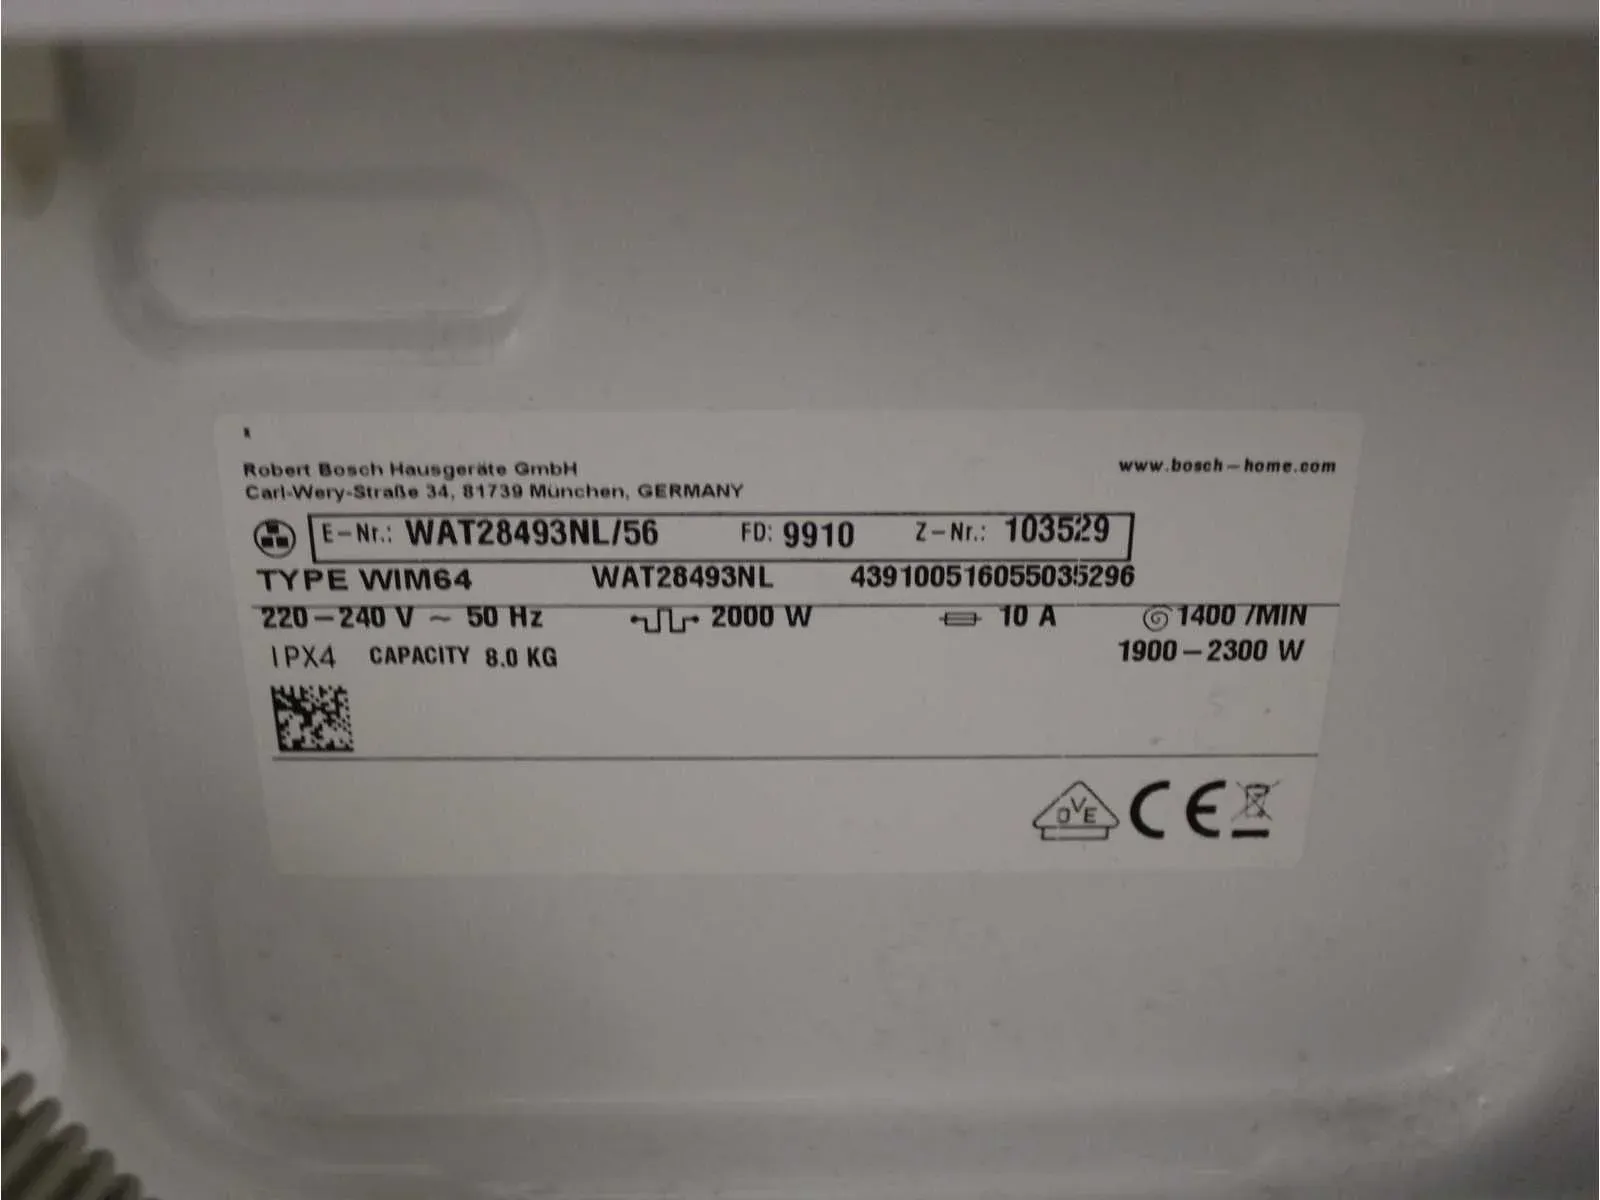 Robert Bosch Hausgeräte GmbH www.bosch-home.com
Carl-Wery-Straße 34, 81739 München, GERMANY
E-Nr.: WAT28493NL/56 FD: 9910 Z-Nr.: 103529
TYPE WIM64 WAT28493NL 439100516055035296
220-240 V ~ 50 Hz 2000 W 10 A 1400 /MIN
IPX4 CAPACITY 8.0 KG 1900-2300 W
OVE CE